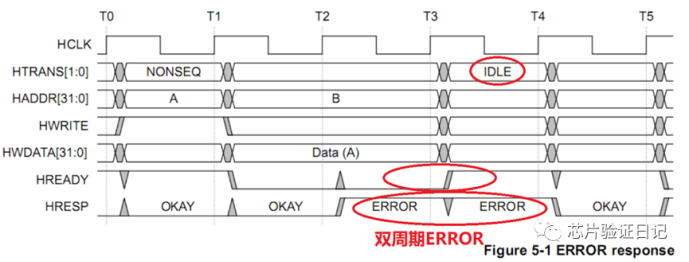 T0 T1 T2 T3 T4 T5
HCLK
HTRANS[1:0] NONSEQ IDLE
HADDR[31:0] A B
HWRITE
HWDATA[31:0] Data (A)
HREADY
HRESP OKAY OKAY ERROR ERROR OKAY
双周期ERROR
芯片验证日记
Figure 5-1 ERROR response